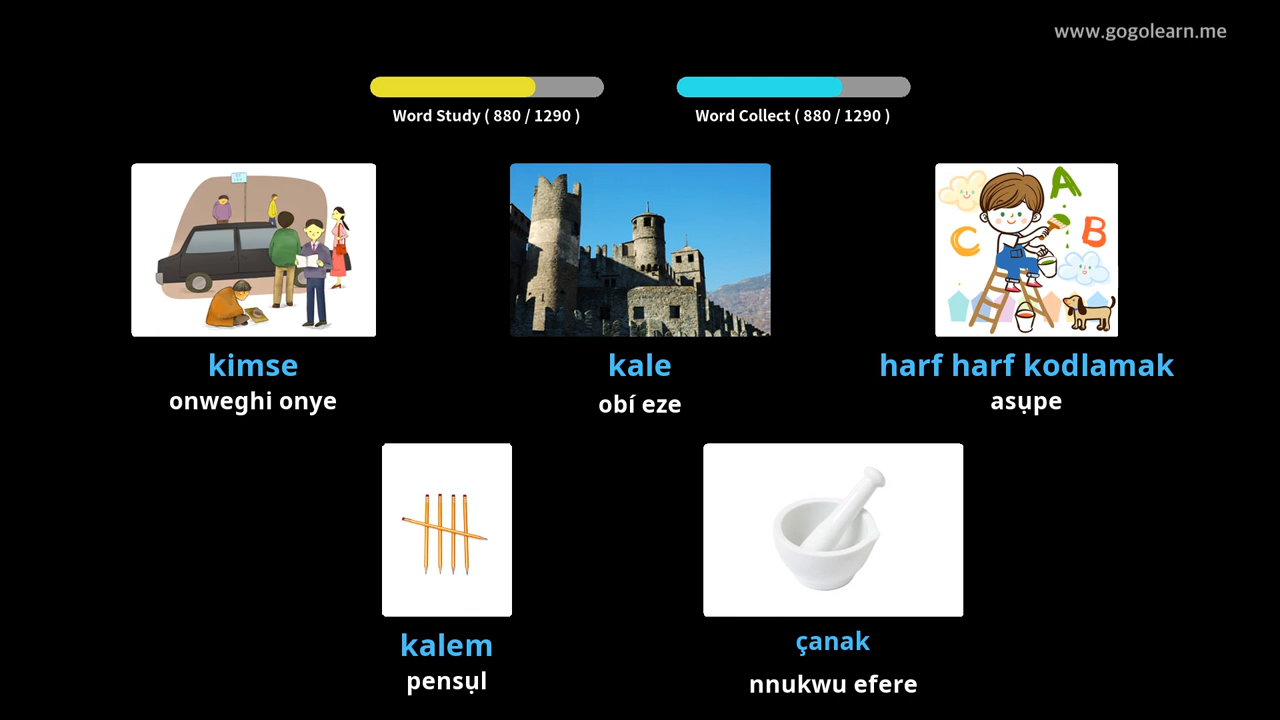 www.gogolearn.me
Word Study ( 880 / 1290 )
Word Collect ( 880 / 1290 )
A
B
C
kimse
onweghi onye
kale
obí eze
harf harf kodlamak
asụpe
kalem
pensụl
çanak
nnukwu efere